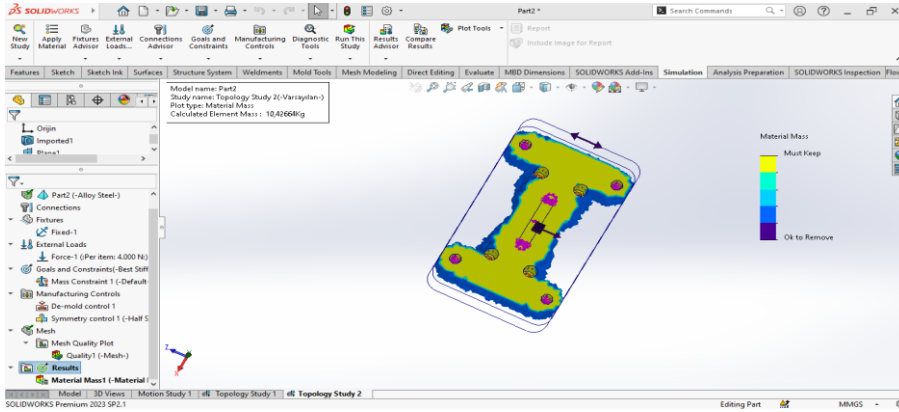 SOLIDWORKS
Part2 *
Search Commands
New Study
Apply Material
Fixtures Advisor
External Loads...
Connections Advisor
Goals and Constraints
Manufacturing Controls
Diagnostic Tools
Run This Study
Results Advisor
Compare Results
Plot Tools
Report
Include Image for Report
Features Sketch Sketch Ink Surfaces Structure System Weldments Mold Tools Mesh Modeling Direct Editing Evaluate MBD Dimensions SOLIDWORKS Add-Ins Simulation Analysis Preparation SOLIDWORKS Inspection Flow
Model name: Part2
Study name: Topology Study 2(-Varsayılan-)
Plot type: Material Mass
Calculated Element Mass : 10,42664Kg
Orijin
Imported1
Plane1
Part2 (-Alloy Steel-)
Connections
Fixtures
Fixed-1
External Loads
Force-1 (:Per item: 4.000 N:)
Goals and Constraints(-Best Stiff
Mass Constraint 1 (-Default-
Manufacturing Controls
De-mold control 1
Symmetry control 1 (-Half S
Mesh
Mesh Quality Plot
Quality1 (-Mesh-)
Results
Material Mass1 (-Material
Material Mass
Must Keep
Ok to Remove
Z
X
Model 3D Views Motion Study 1 Topology Study 1 Topology Study 2
SOLIDWORKS Premium 2023 SP2.1
Editing Part
MMGS